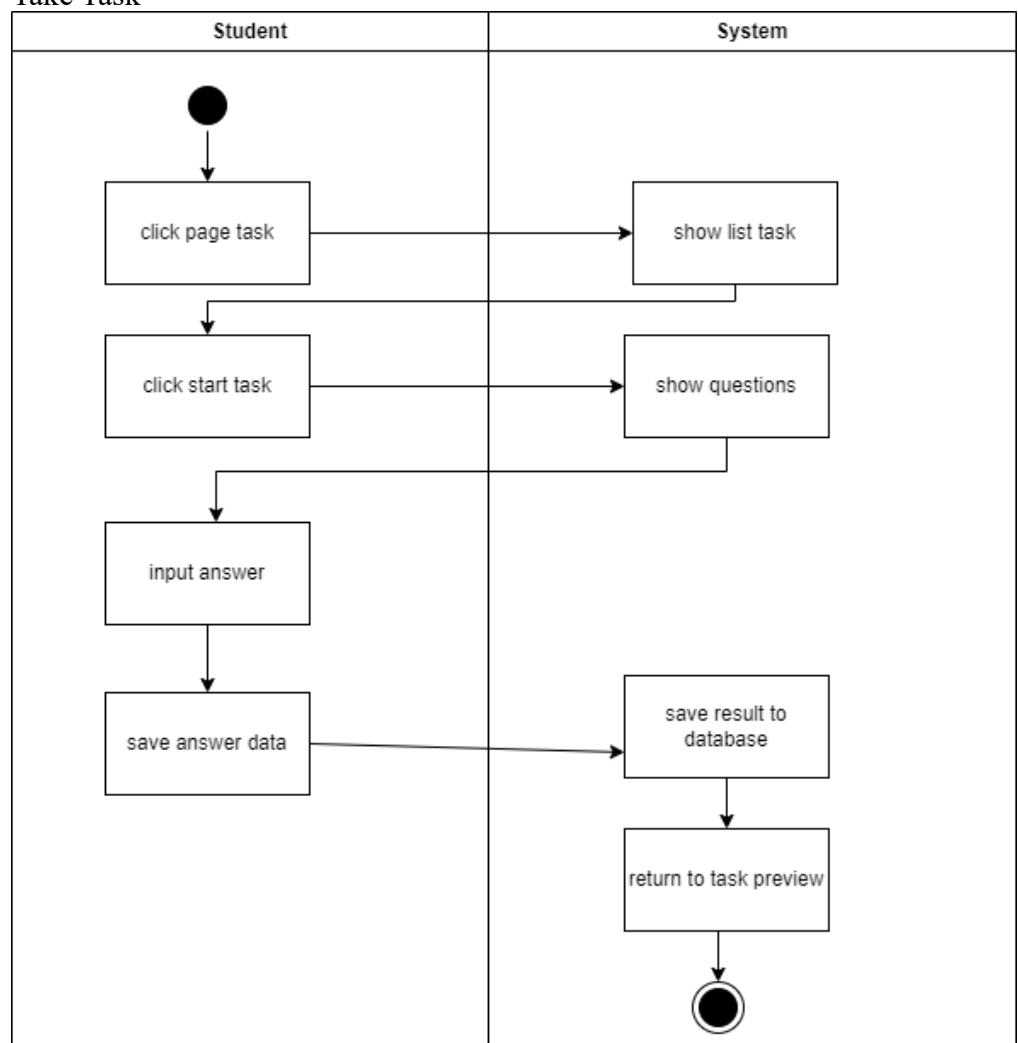 Take Task
Student
System
click page task
show list task
click start task
show questions
input answer
save answer data
save result to
database
return to task preview